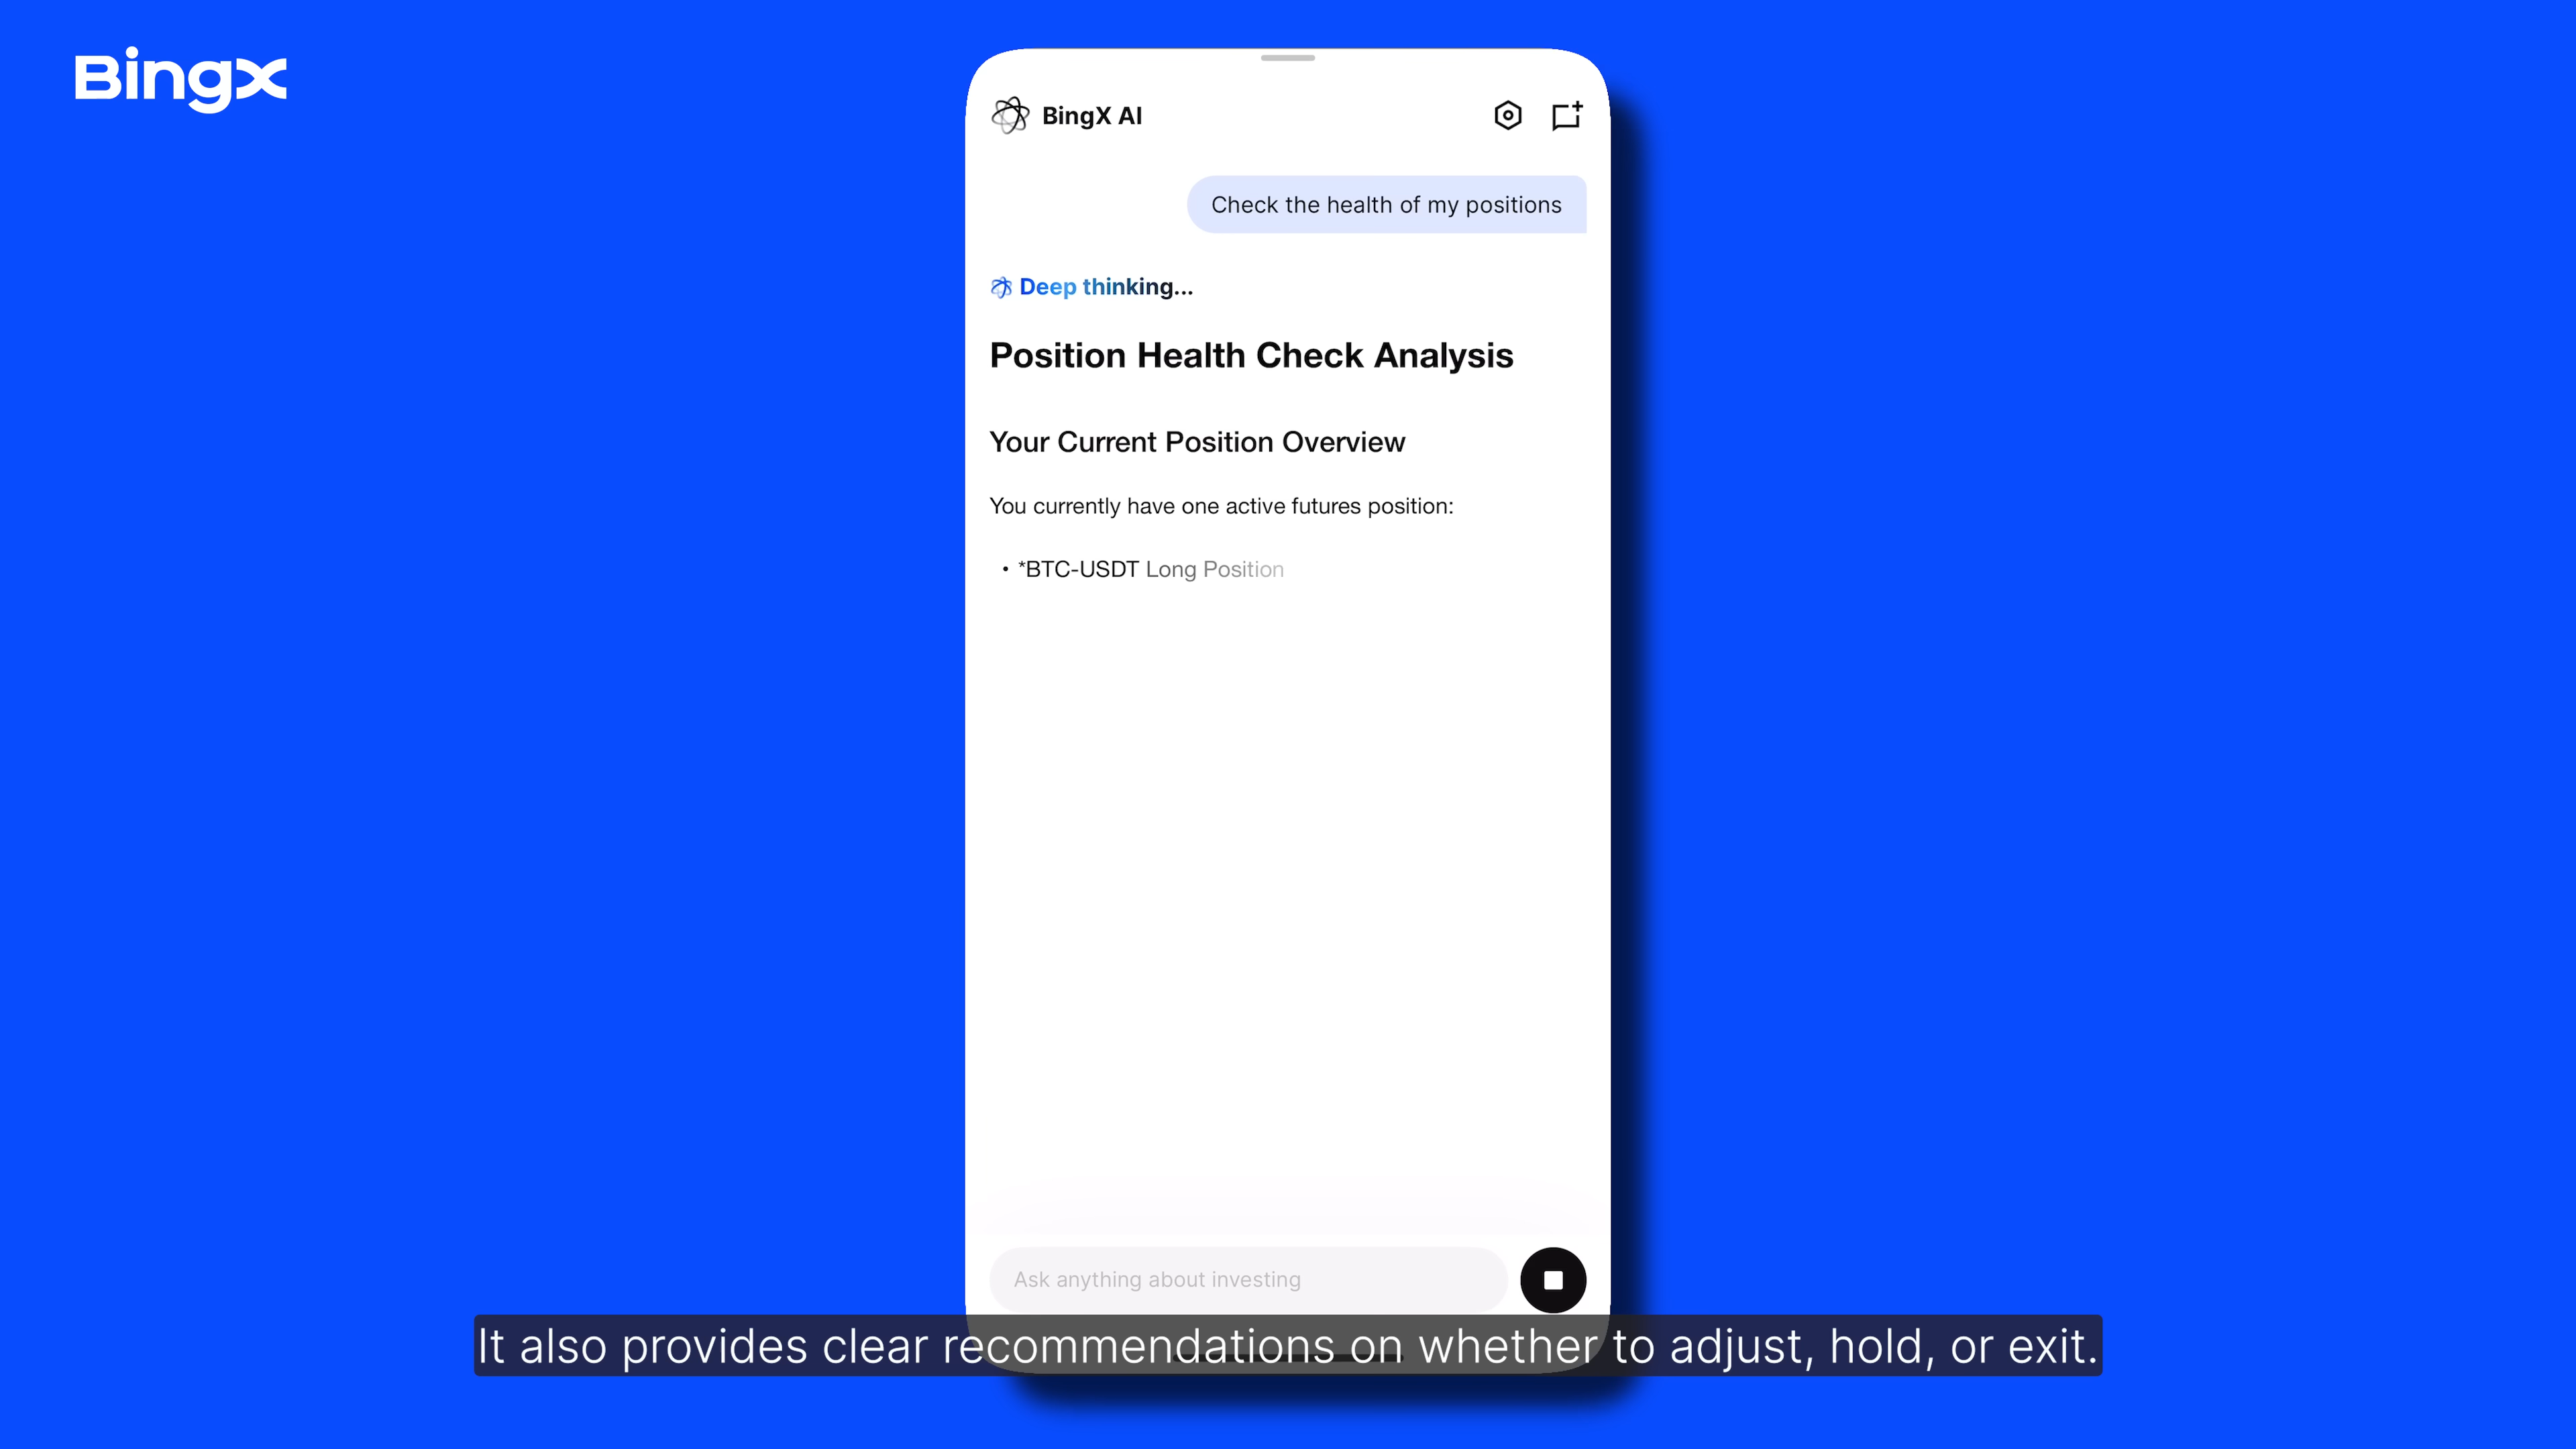 BingX
BingX AI
Check the health of my positions
Deep thinking...
Position Health Check Analysis
Your Current Position Overview
You currently have one active futures position:
• *BTC-USDT Long Position
Ask anything about investing
It also provides clear recommendations on whether to adjust, hold, or exit.